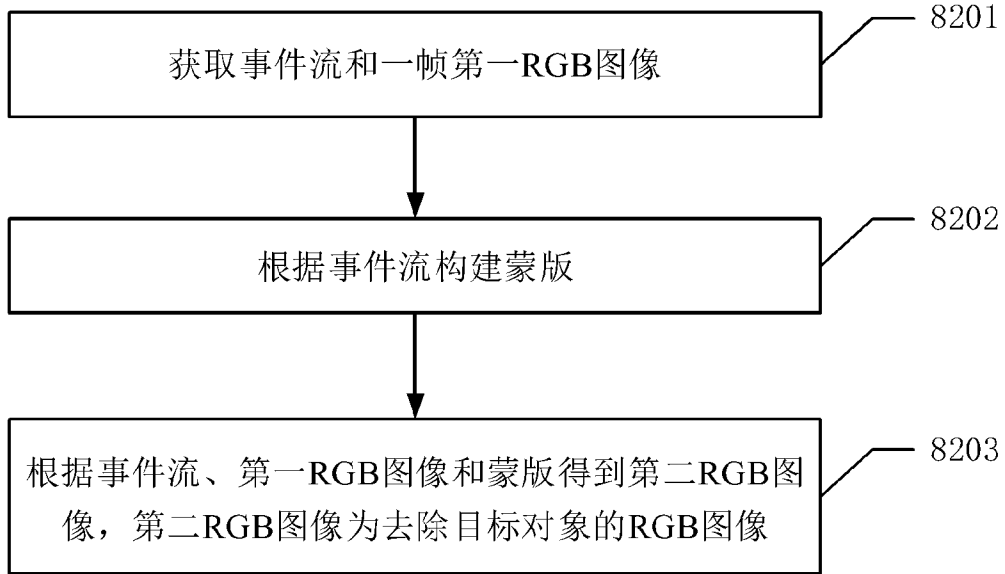 8201
获取事件流和一帧第一RGB图像
8202
根据事件流构建蒙版
8203
根据事件流、第一RGB图像和蒙版得到第二RGB图
像，第二RGB图像为去除目标对象的RGB图像